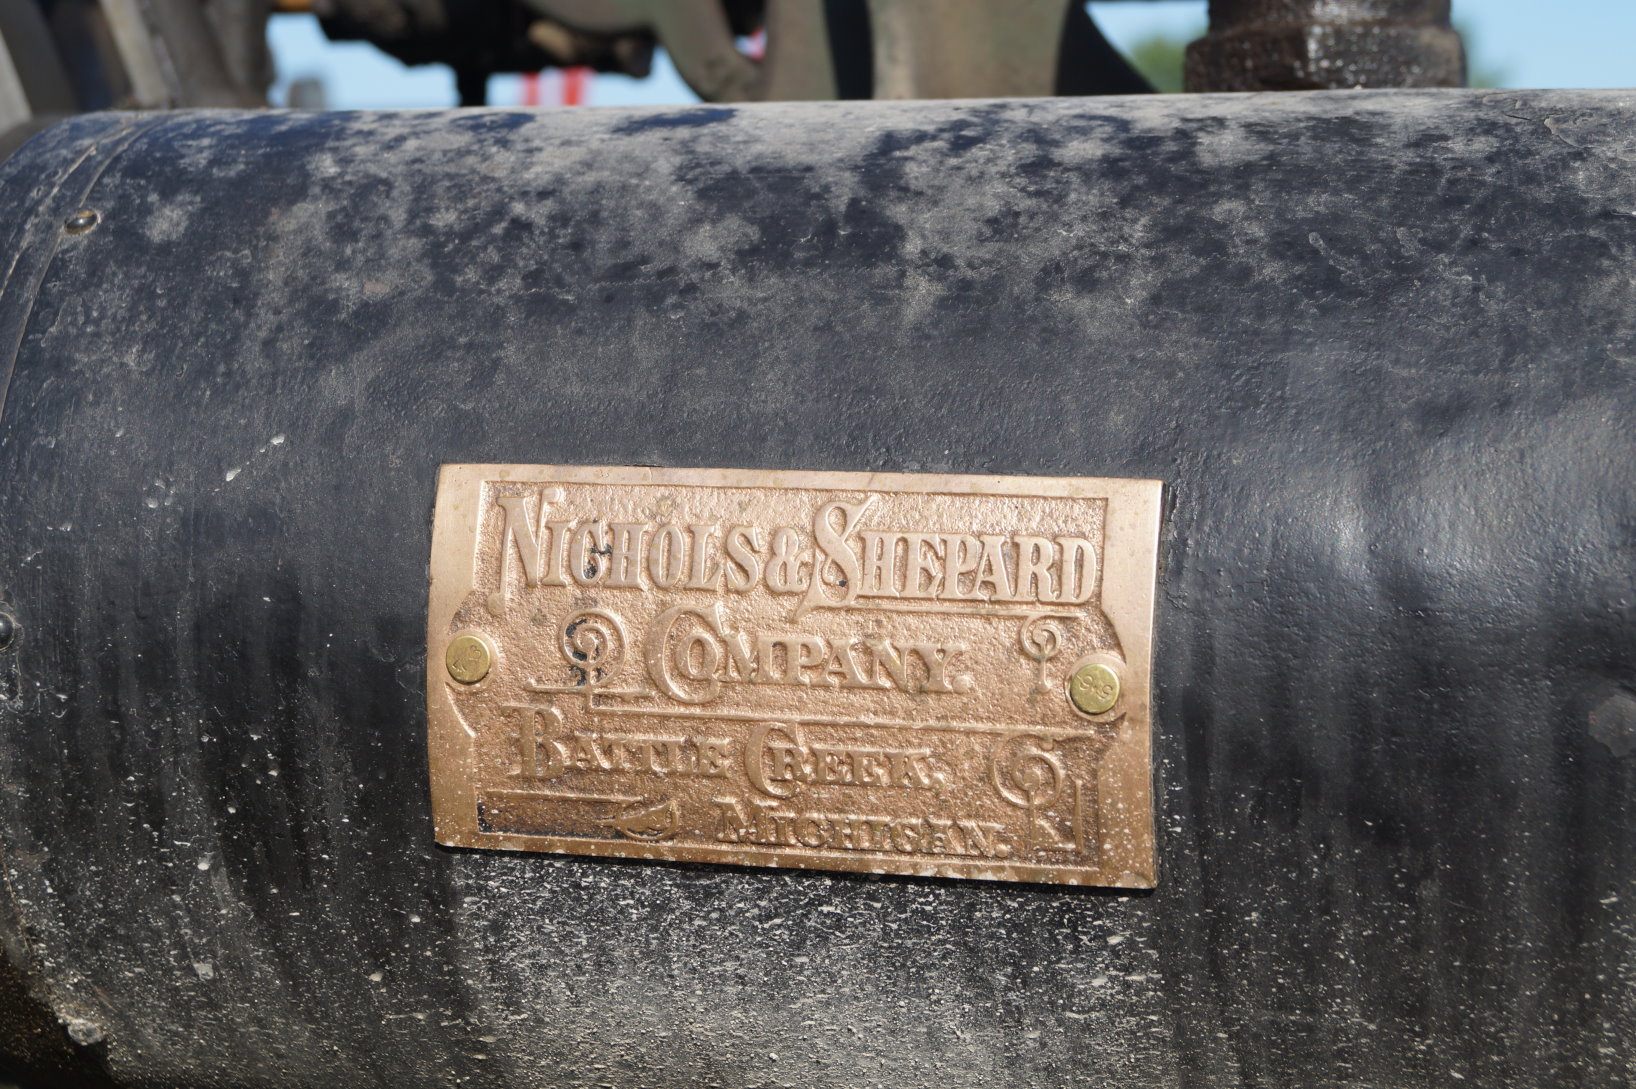 NICHOLS & SHEPARD
COMPANY.
BATTLE CREEK,
MICHIGAN.